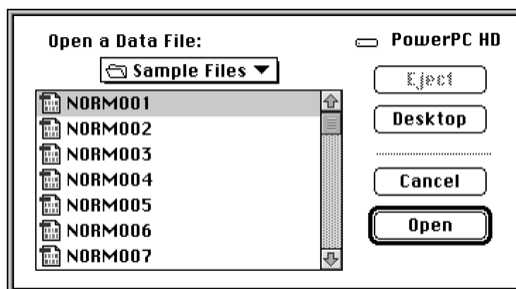 Open a Data File:
Sample Files
NORM001
NORM002
NORM003
NORM004
NORM005
NORM006
NORM007
PowerPC HD
Eject
Desktop
Cancel
Open